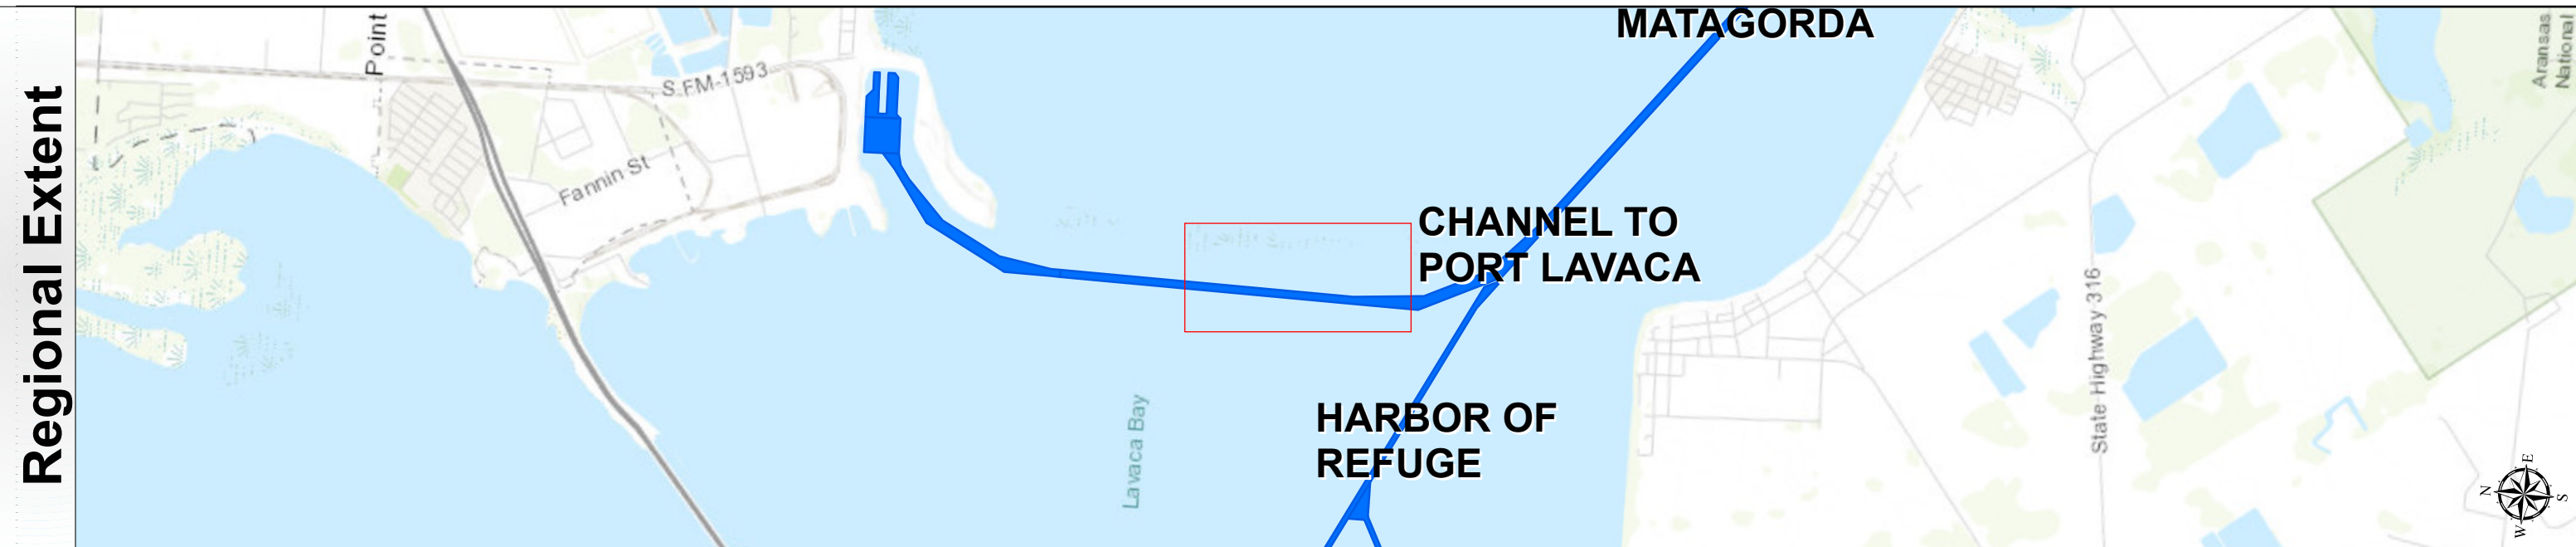 Regional Extent
Point
S FM-1593
Fannin St
MATAGORDA
CHANNEL TO
PORT LAVACA
HARBOR OF
REFUGE
Lavaca Bay
State Highway 316
Aransas
National
N
E
S
W